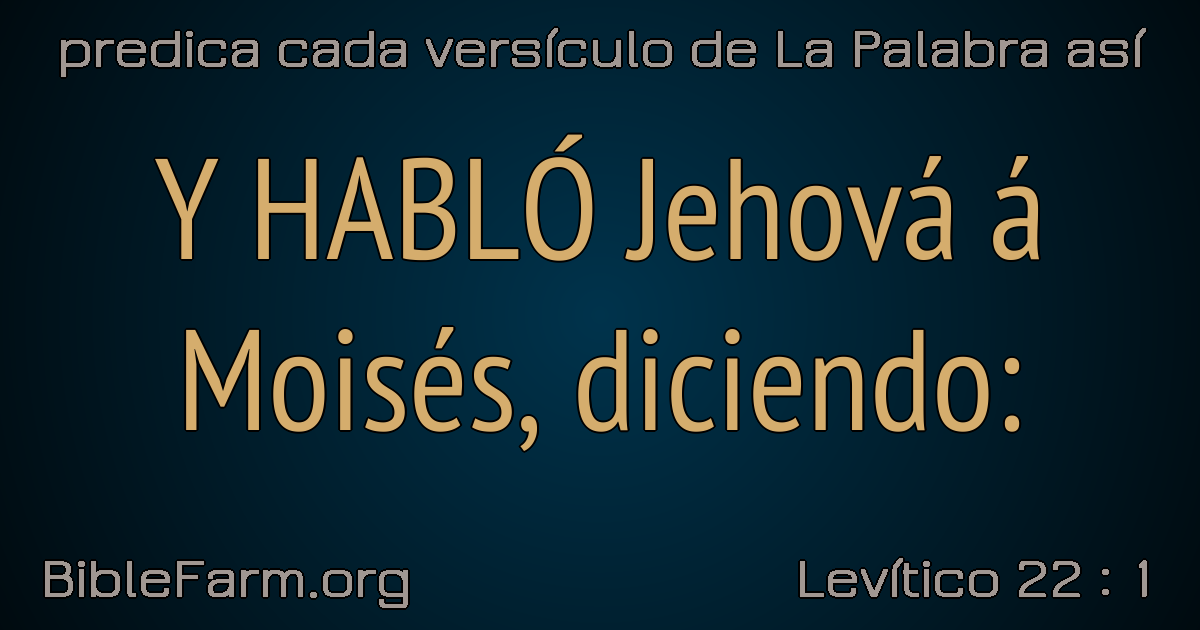 predica cada versículo de La Palabra así
Y HABLÓ Jehová á
Moisés, diciendo:
BibleFarm.org
Levítico 22 : 1